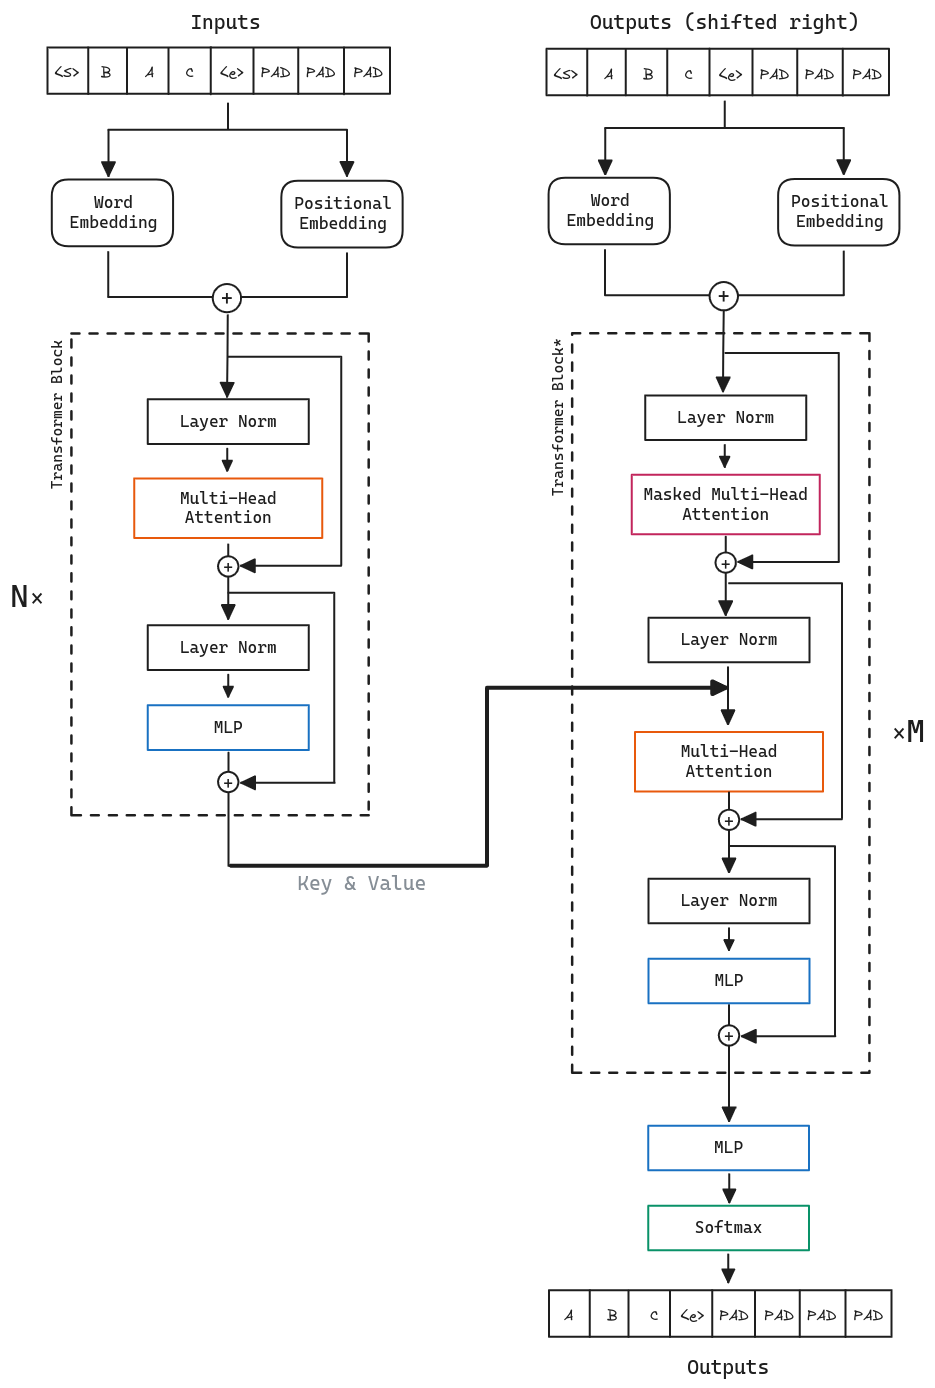 Inputs
<s> B A C <e> PAD PAD PAD
Word
Embedding
Positional
Embedding
+
Transformer Block
N×
Layer Norm
Multi-Head
Attention
+
Layer Norm
MLP
+
Key & Value
Outputs (shifted right)
<s> A B C <e> PAD PAD PAD
Word
Embedding
Positional
Embedding
+
Transformer Block*
×M
Layer Norm
Masked Multi-Head
Attention
+
Layer Norm
Multi-Head
Attention
+
Layer Norm
MLP
+
MLP
Softmax
A B C <e> PAD PAD PAD PAD
Outputs